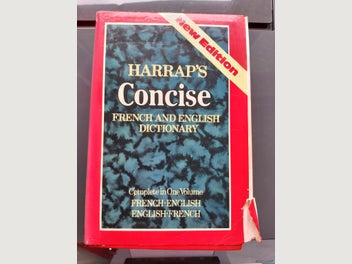 New Edition
HARRAP'S
Concise
FRENCH AND ENGLISH
DICTIONARY
Complete in One Volume
FRENCH-ENGLISH
ENGLISH-FRENCH